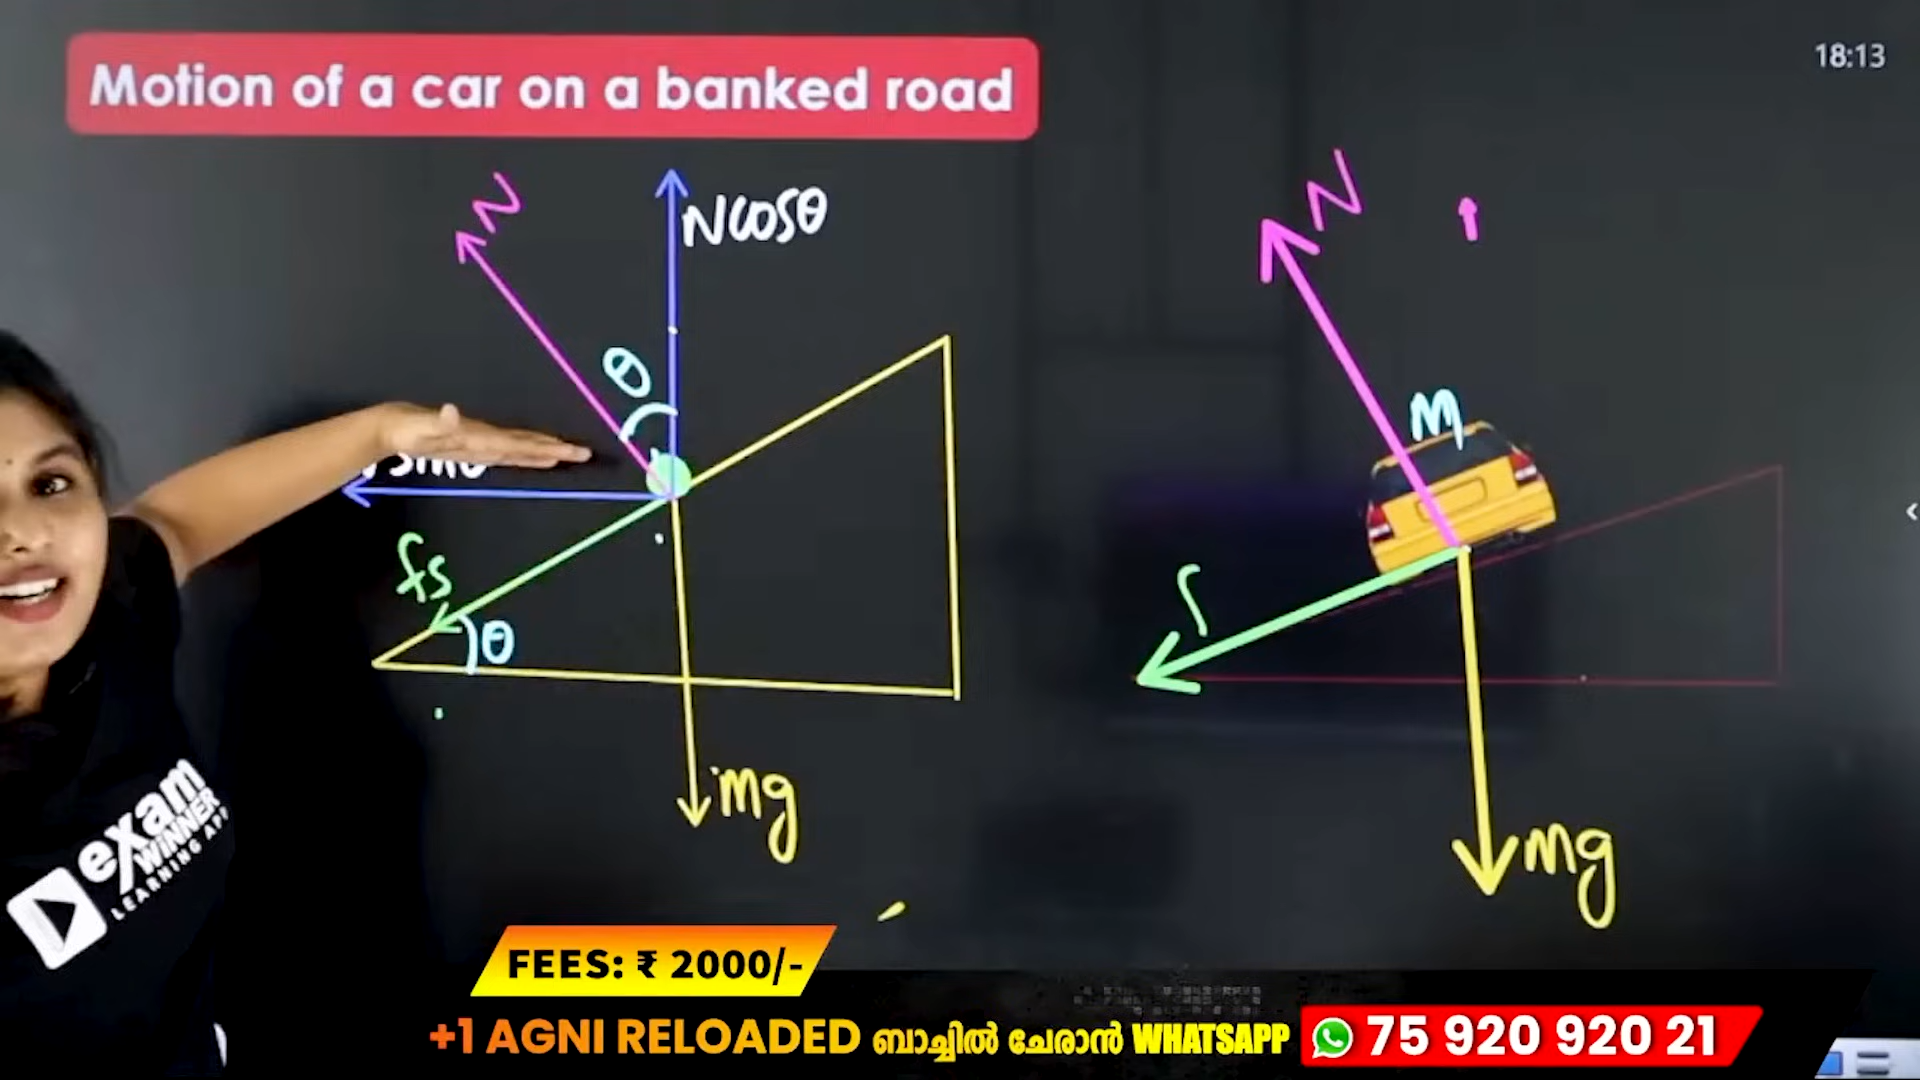 18:13
Motion of a car on a banked road
N
Ncosθ
N
θ
M
fs
θ
f
mg
mg
exam
WINNER
LEARNING APP
FEES: ₹ 2000/-
+1 AGNI RELOADED ബാച്ചിൽ ചേരാൻ WHATSAPP
75 920 920 21